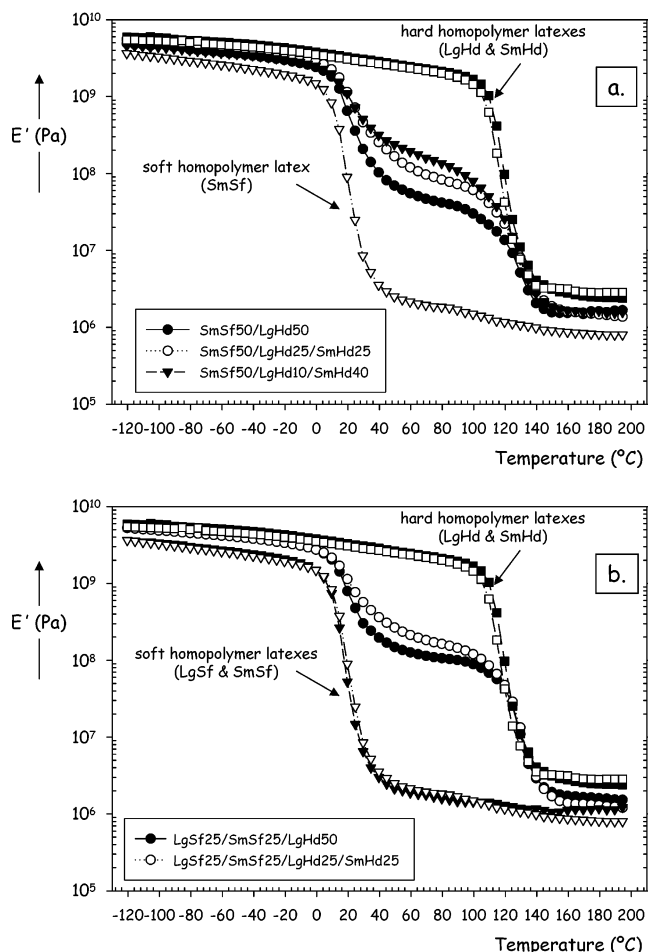 10^10
hard homopolymer latexes
(LgHd & SmHd)
a.
10^9
E′ (Pa)
soft homopolymer latex
(SmSf)
10^8
10^7
SmSf50/LgHd50
10^6
SmSf50/LgHd25/SmHd25
SmSf50/LgHd10/SmHd40
10^5
-120 -100 -80 -60 -40 -20 0 20 40 60 80 100 120 140 160 180 200
Temperature (°C)
10^10
hard homopolymer latexes
(LgHd & SmHd)
b.
10^9
E′ (Pa)
10^8
soft homopolymer latexes
(LgSf & SmSf)
10^7
10^6
LgSf25/SmSf25/LgHd50
LgSf25/SmSf25/LgHd25/SmHd25
10^5
-120 -100 -80 -60 -40 -20 0 20 40 60 80 100 120 140 160 180 200
Temperature (°C)